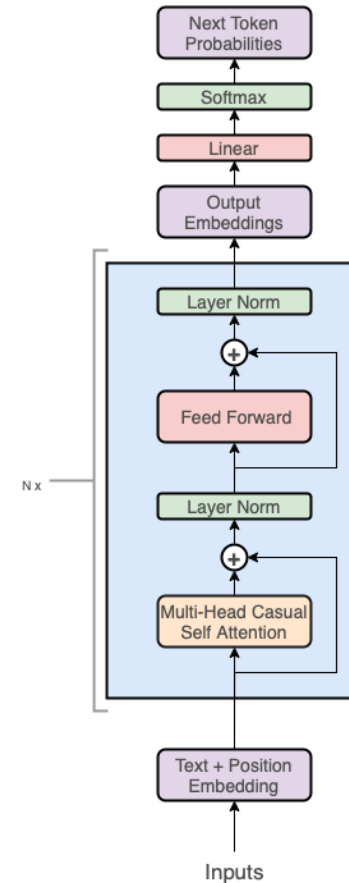 Next Token
Probabilities
Softmax
Linear
Output
Embeddings
Layer Norm
+
Feed Forward
N x
Layer Norm
+
Multi-Head Casual
Self Attention
Text + Position
Embedding
Inputs